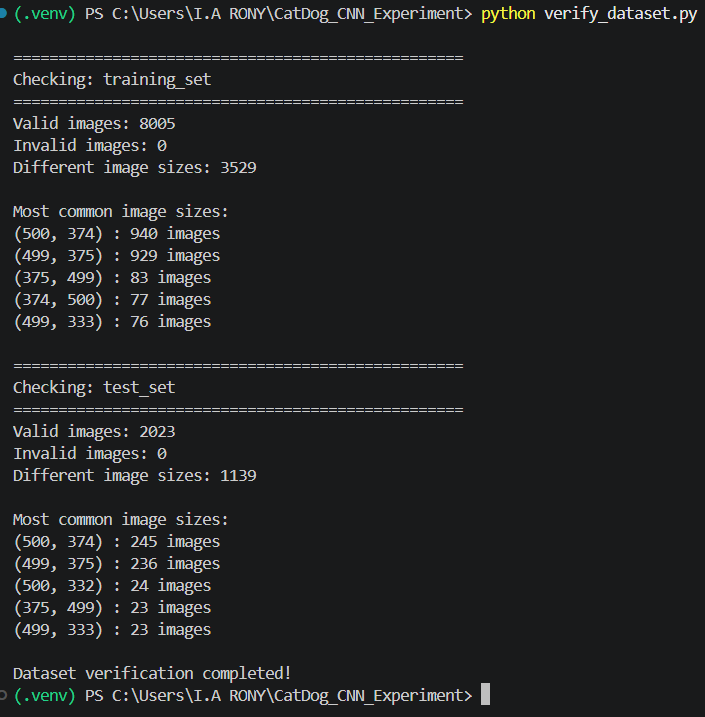 (.venv) PS C:\Users\I.A RONY\CatDog_CNN_Experiment> python verify_dataset.py
==================================================
Checking: training_set
==================================================
Valid images: 8005
Invalid images: 0
Different image sizes: 3529
Most common image sizes:
(500, 374) : 940 images
(499, 375) : 929 images
(375, 499) : 83 images
(374, 500) : 77 images
(499, 333) : 76 images
==================================================
Checking: test_set
==================================================
Valid images: 2023
Invalid images: 0
Different image sizes: 1139
Most common image sizes:
(500, 374) : 245 images
(499, 375) : 236 images
(500, 332) : 24 images
(375, 499) : 23 images
(499, 333) : 23 images
Dataset verification completed!
(.venv) PS C:\Users\I.A RONY\CatDog_CNN_Experiment>